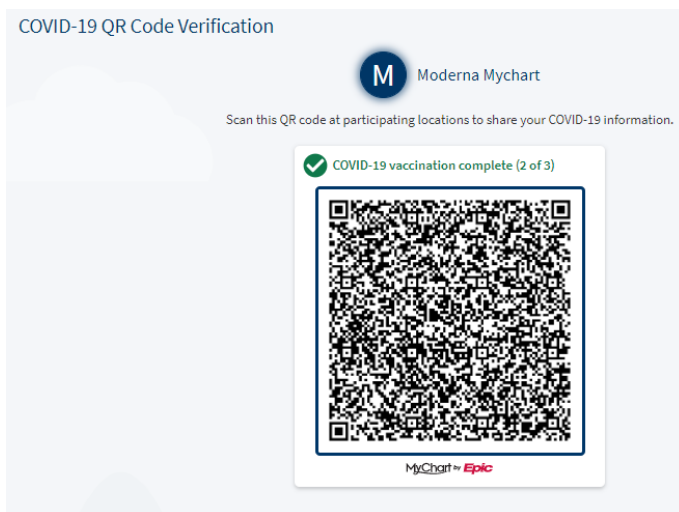 COVID-19 QR Code Verification
M
Moderna Mychart
Scan this QR code at participating locations to share your COVID-19 information.
COVID-19 vaccination complete (2 of 3)
MyChart by Epic